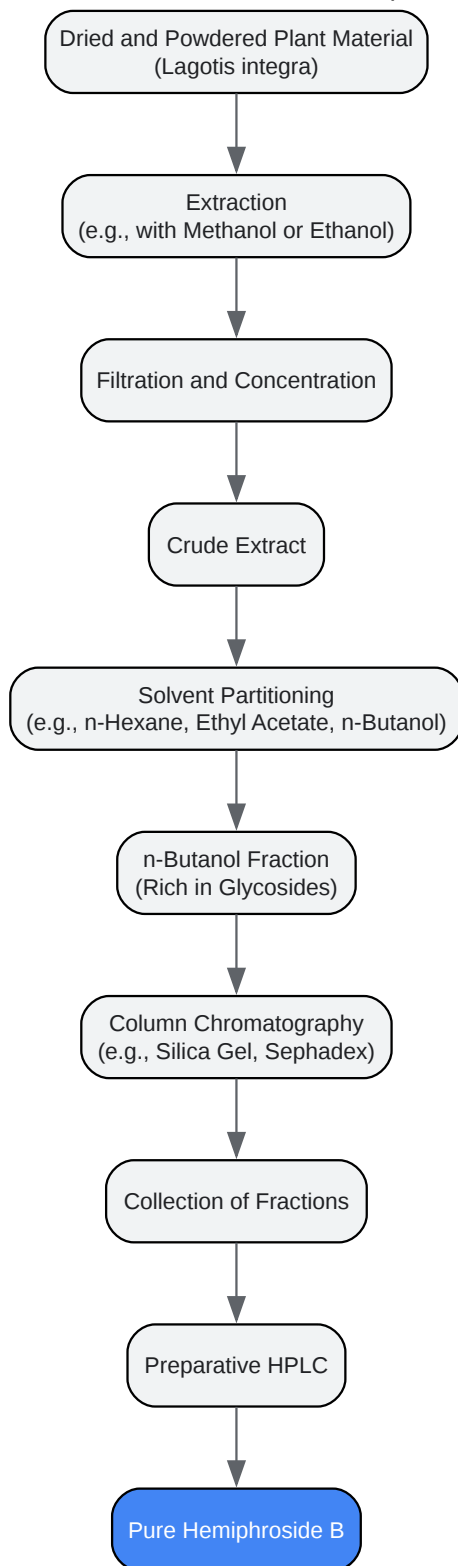 Dried and Powdered Plant Material
(Lagotis integra)
Extraction
(e.g., with Methanol or Ethanol)
Filtration and Concentration
Crude Extract
Solvent Partitioning
(e.g., n-Hexane, Ethyl Acetate, n-Butanol)
n-Butanol Fraction
(Rich in Glycosides)
Column Chromatography
(e.g., Silica Gel, Sephadex)
Collection of Fractions
Preparative HPLC
Pure Hemiphroside B